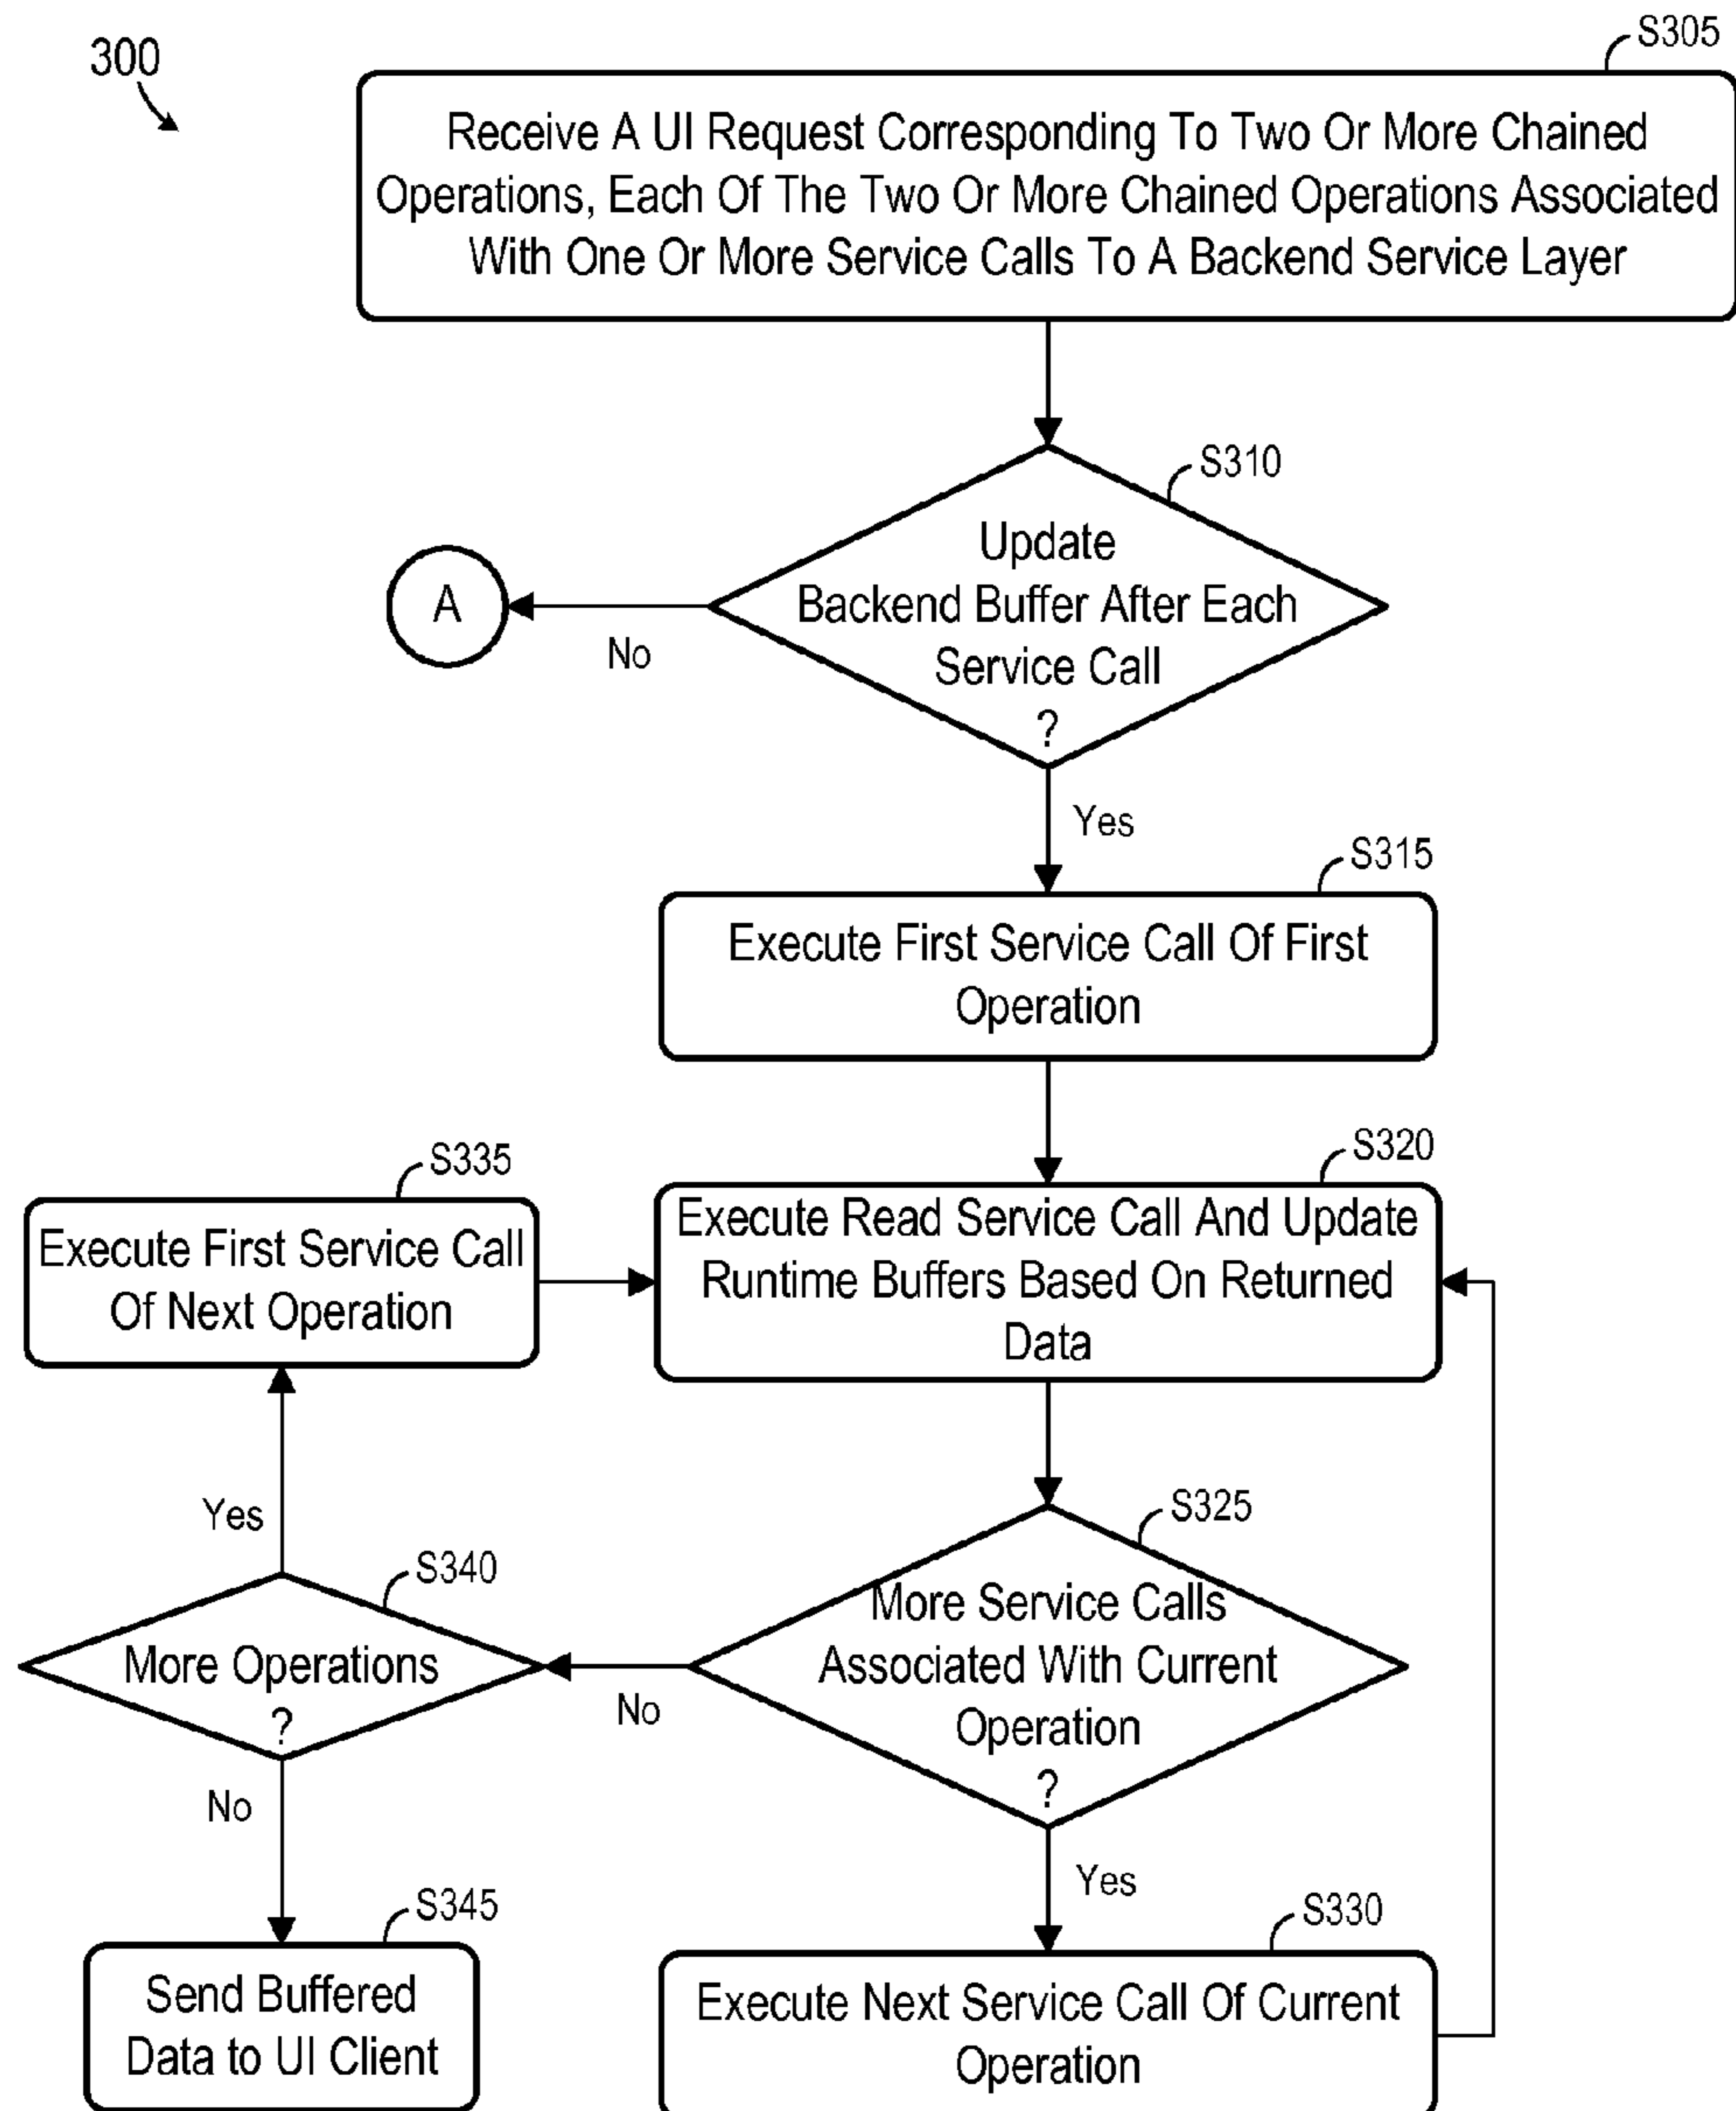 300
S305
Receive A UI Request Corresponding To Two Or More Chained
Operations, Each Of The Two Or More Chained Operations Associated
With One Or More Service Calls To A Backend Service Layer
S310
Update
Backend Buffer After Each
Service Call
?
A
No
Yes
S315
Execute First Service Call Of First
Operation
S335
Execute First Service Call
Of Next Operation
S320
Execute Read Service Call And Update
Runtime Buffers Based On Returned
Data
Yes
S340
More Operations
?
No
S325
More Service Calls
Associated With Current
Operation
?
No
Yes
S345
Send Buffered
Data to UI Client
S330
Execute Next Service Call Of Current
Operation